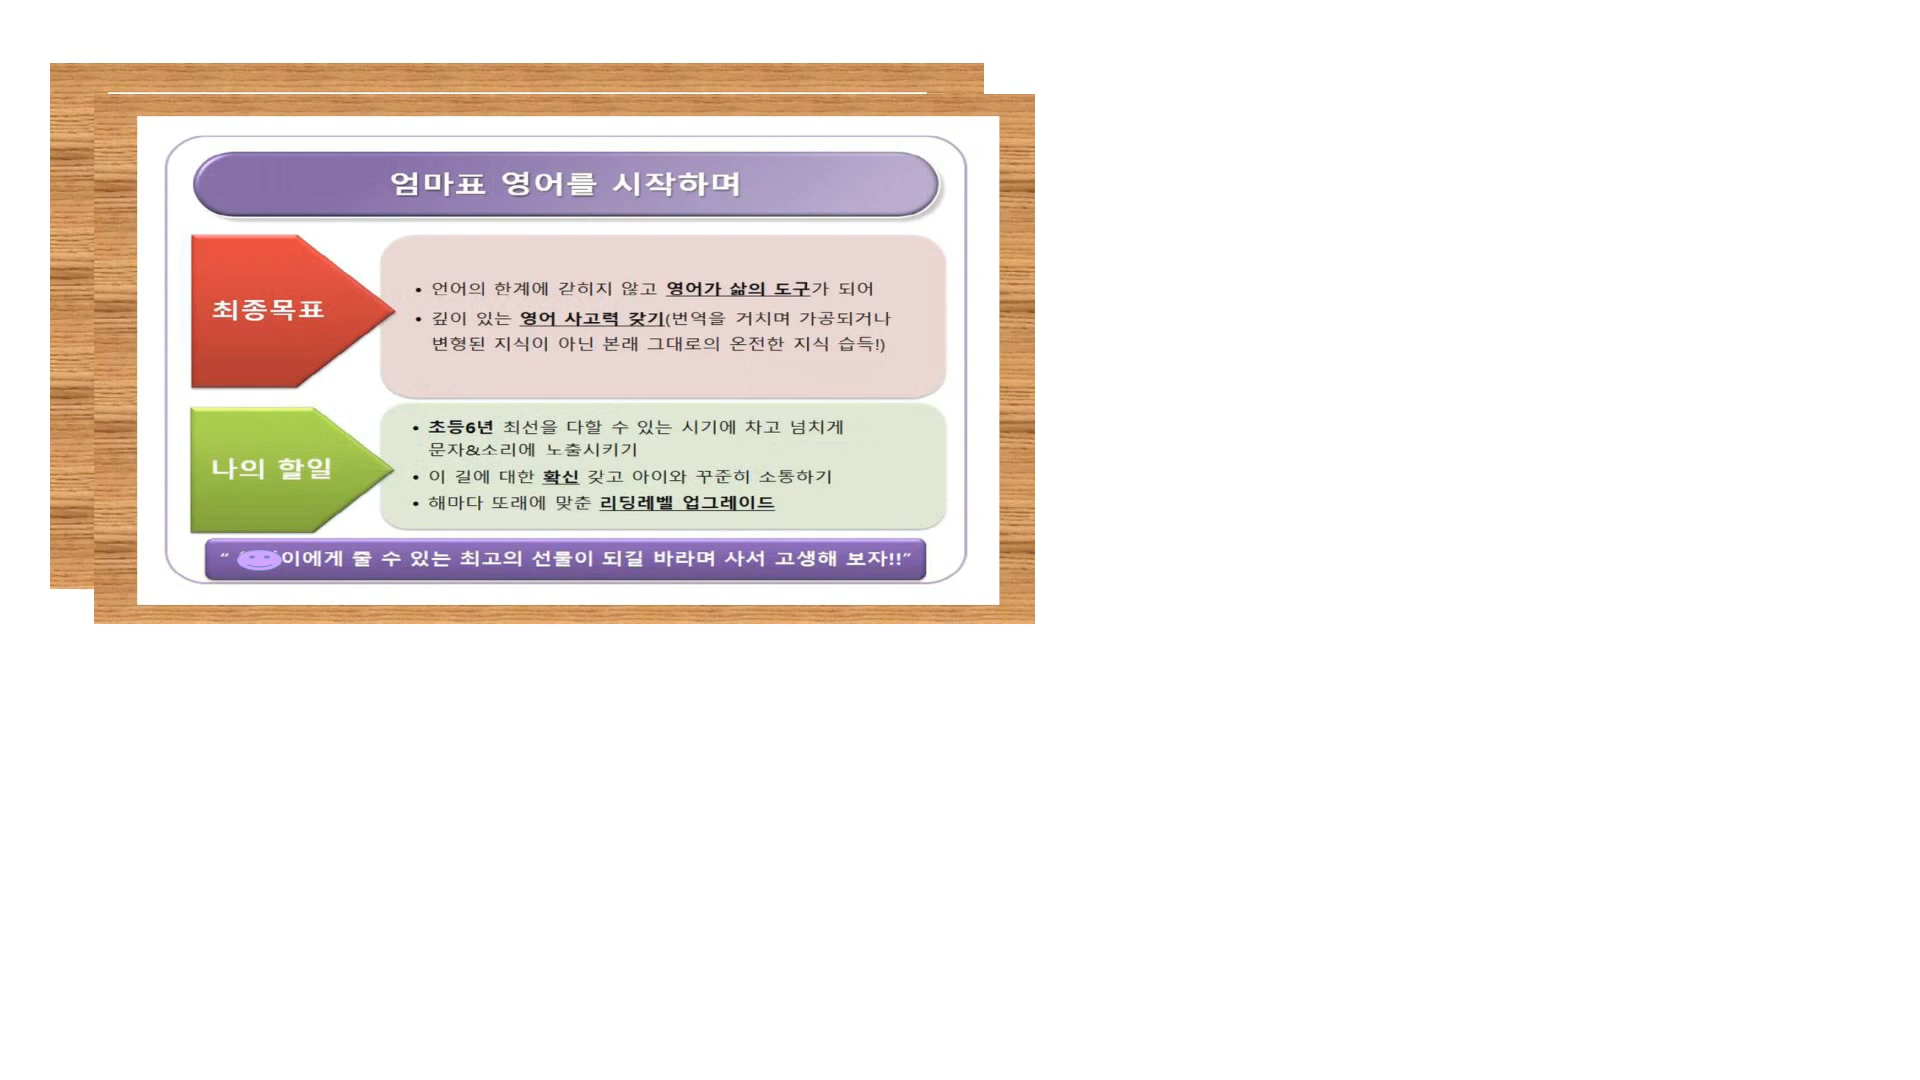 엄마표 영어를 시작하며
최종목표
• 언어의 한계에 갇히지 않고 영어가 삶의 도구가 되어
• 깊이 있는 영어 사고력 갖기(번역을 거치며 가공되거나
변형된 지식이 아닌 본래 그대로의 온전한 지식 습득!)
나의 할일
• 초등6년 최선을 다할 수 있는 시기에 차고 넘치게
문자&소리에 노출시키기
• 이 길에 대한 확신 갖고 아이와 꾸준히 소통하기
• 해마다 또래에 맞춘 리딩레벨 업그레이드
“ 이에게 줄 수 있는 최고의 선물이 되길 바라며 사서 고생해 보자!!”